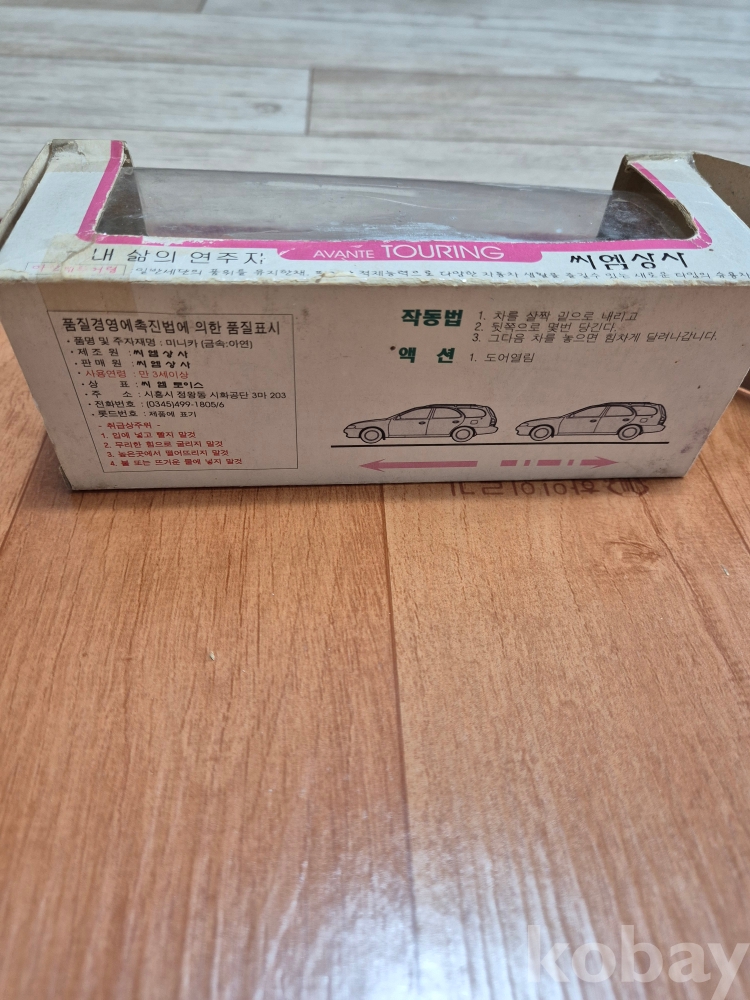 내 삶의 연주자
AVANTE TOURING
씨엠상사
품질경영에촉진법에 의한 품질표시
· 품명 및 주자재명 : 미니카 (금속:아연)
· 제 조 원 : 씨엠상사
· 판 매 원 : 씨엠상사
· 사용연령 : 만 3세이상
· 상 표 : 씨 엠 토이스
· 주 소 : 시흥시 정왕동 시화공단 3마 203
· 전화번호 : (0345)499-1805/6
· 롯드번호 : 제품에 표기
- 취급상주위 -
1. 입에 넣고 빨지 말것
2. 무리한 힘으로 굴리지 말것
3. 높은곳에서 떨어뜨리지 말것
4. 불 또는 뜨거운 물에 넣지 말것
작동법 1. 차를 살짝 밑으로 내리고
2. 뒷쪽으로 몇번 당긴다.
3. 그다음 차를 놓으면 힘차게 달려나갑니다.
액 션 1. 도어열림
kobay